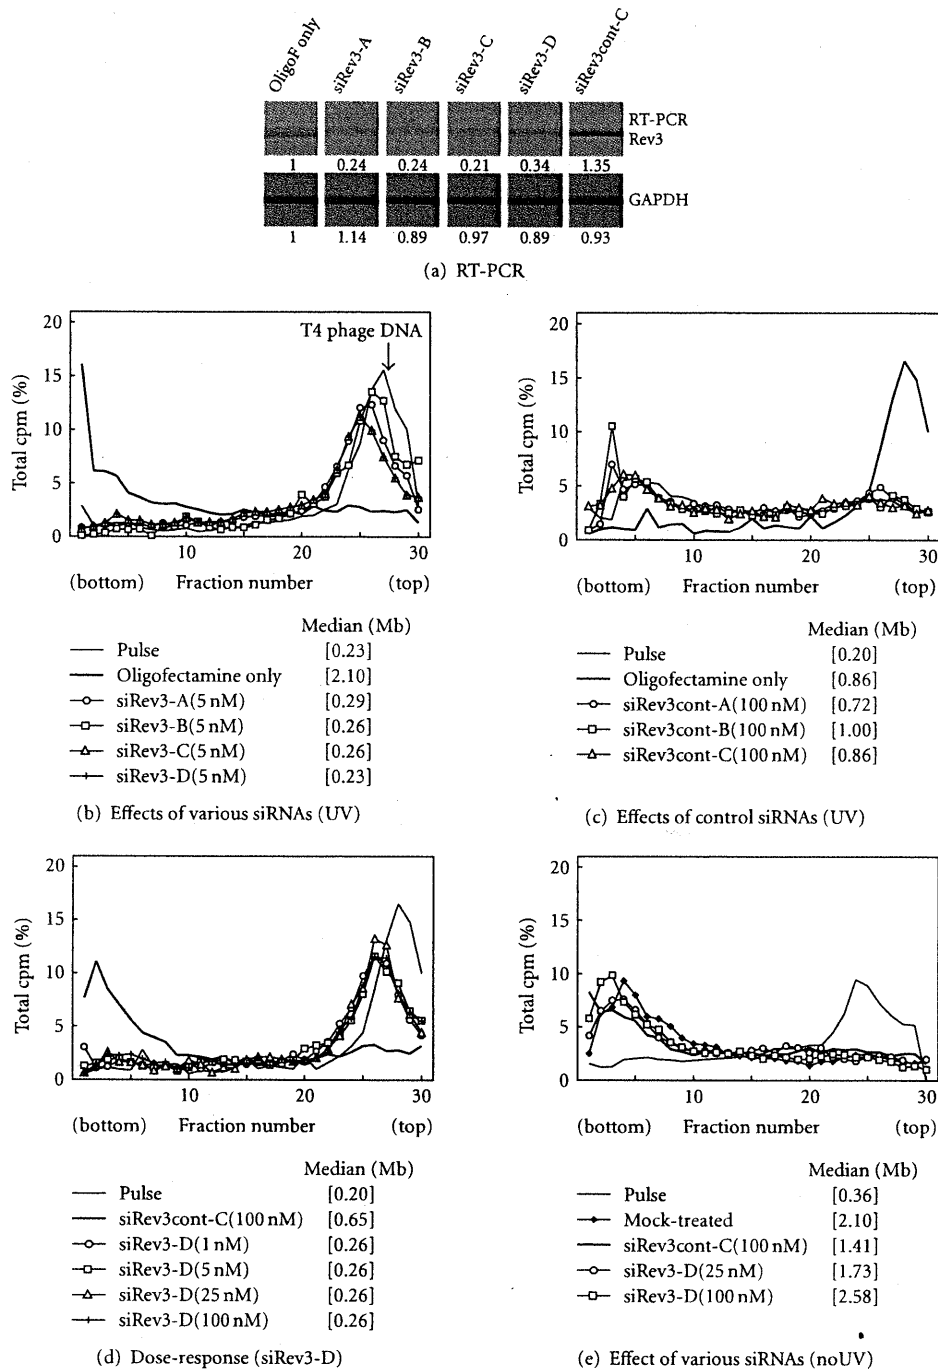 OligoF only
siRev3-A
siRev3-B
siRev3-C
siRev3-D
siRev3cont-C
RT-PCR
Rev3
1 0.24 0.24 0.21 0.34 1.35
GAPDH
1 1.14 0.89 0.97 0.89 0.93
(a) RT-PCR
20
15
10
5
0
Total cpm (%)
T4 phage DNA
10 20 30
(bottom) Fraction number (top)
Median (Mb)
Pulse [0.23]
Oligofectamine only [2.10]
siRev3-A(5 nM) [0.29]
siRev3-B(5 nM) [0.26]
siRev3-C(5 nM) [0.26]
siRev3-D(5 nM) [0.23]
(b) Effects of various siRNAs (UV)
20
15
10
5
0
Total cpm (%)
10 20 30
(bottom) Fraction number (top)
Median (Mb)
Pulse [0.20]
Oligofectamine only [0.86]
siRev3cont-A(100 nM) [0.72]
siRev3cont-B(100 nM) [1.00]
siRev3cont-C(100 nM) [0.86]
(c) Effects of control siRNAs (UV)
20
15
10
5
0
Total cpm (%)
10 20 30
(bottom) Fraction number (top)
Median (Mb)
Pulse [0.20]
siRev3cont-C(100 nM) [0.65]
siRev3-D(1 nM) [0.26]
siRev3-D(5 nM) [0.26]
siRev3-D(25 nM) [0.26]
siRev3-D(100 nM) [0.26]
(d) Dose-response (siRev3-D)
20
15
10
5
0
Total cpm (%)
10 20 30
(bottom) Fraction number (top)
Median (Mb)
Pulse [0.36]
Mock-treated [2.10]
siRev3cont-C(100 nM) [1.41]
siRev3-D(25 nM) [1.73]
siRev3-D(100 nM) [2.58]
(e) Effect of various siRNAs (noUV)